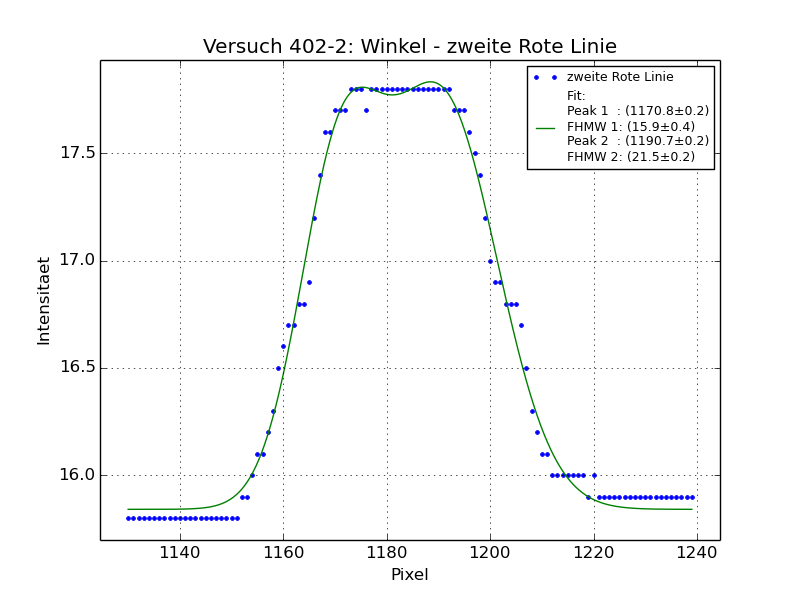 Versuch 402-2: Winkel - zweite Rote Linie
zweite Rote Linie
Fit:
Peak 1 : (1170.8±0.2)
FHMW 1: (15.9±0.4)
Peak 2 : (1190.7±0.2)
FHMW 2: (21.5±0.2)
Intensitaet
17.5
17.0
16.5
16.0
1140 1160 1180 1200 1220 1240
Pixel